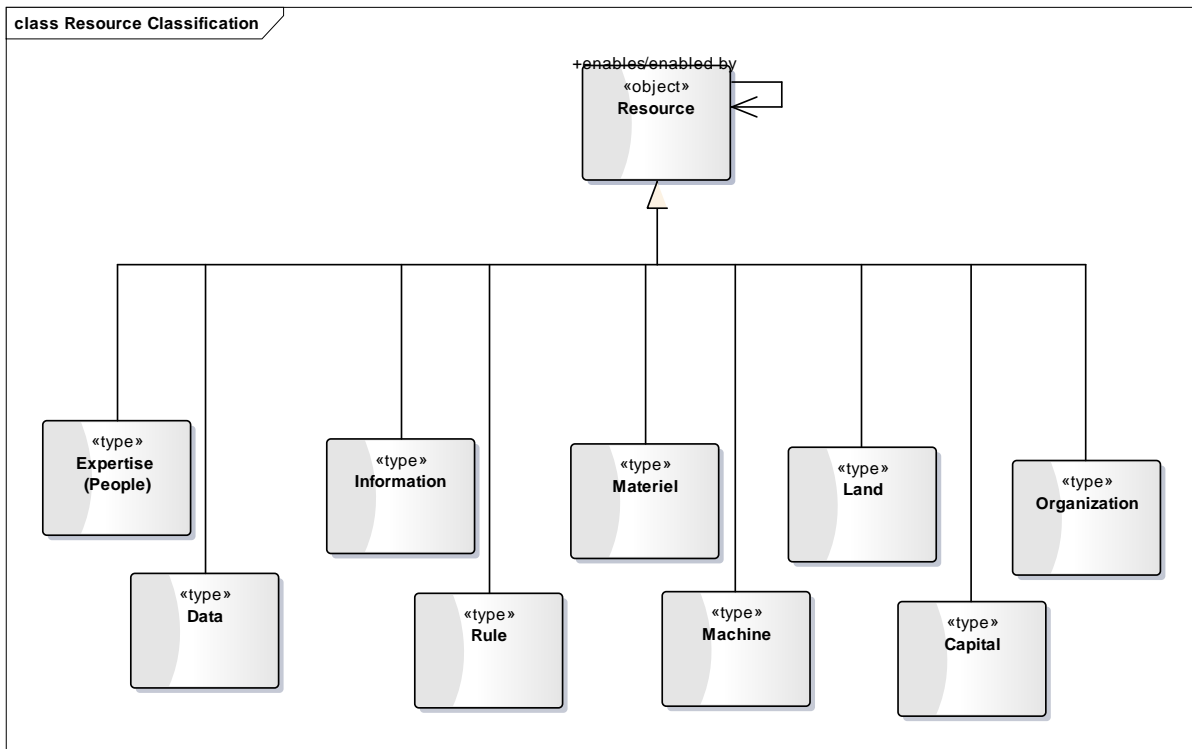 class Resource Classification
+enables/enabled by
«object»
Resource
«type»
Expertise
(People)
«type»
Information
«type»
Materiel
«type»
Land
«type»
Organization
«type»
Data
«type»
Rule
«type»
Machine
«type»
Capital